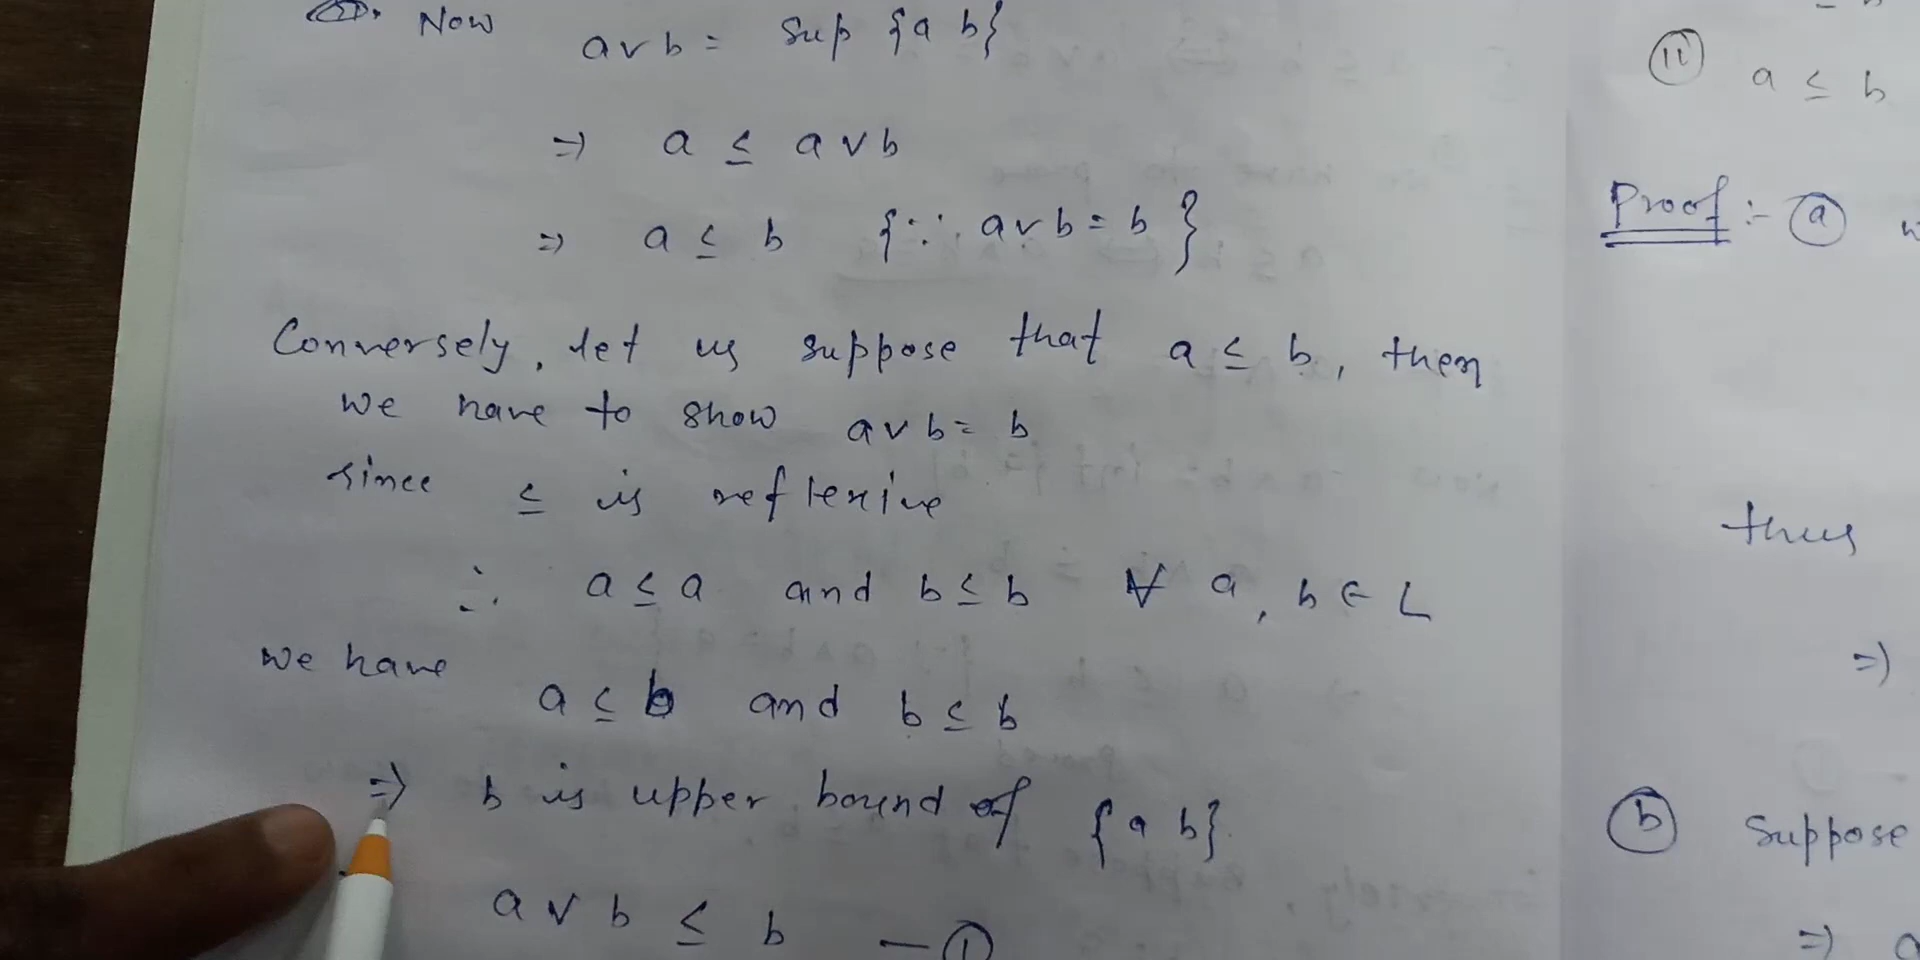 Now a∨b = Sup {a b}
⇒ a ≤ a∨b
⇒ a ≤ b {∵ a∨b = b}
Conversely, let us suppose that a ≤ b, then
we have to show a∨b = b
since ≤ is reflexive
∴ a ≤ a and b ≤ b ∀ a, b ∈ L
we have
a ≤ b and b ≤ b
⇒ b is upper bound of {a b}
a∨b ≤ b — ①
(ii) a ≤ b
Proof :- ⓐ
thus
⇒
ⓑ Suppose
⇒